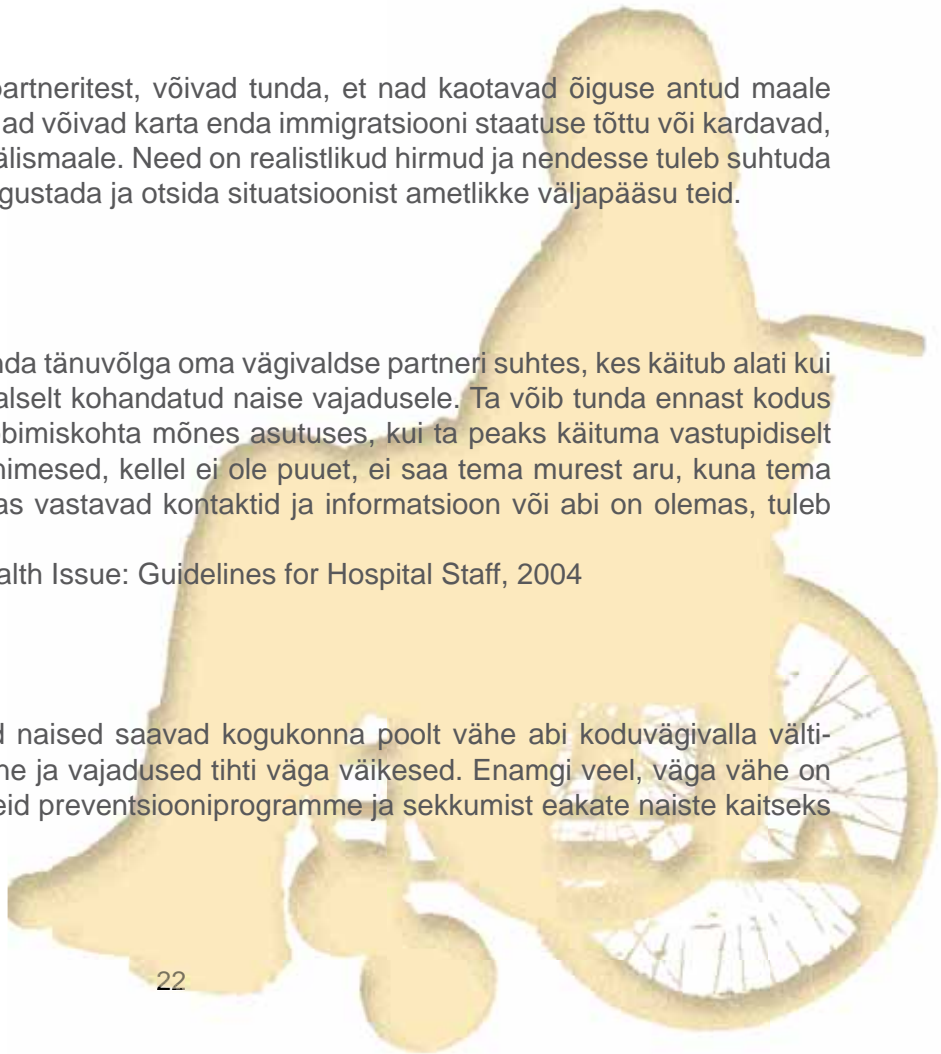 partneritest, võivad tunda, et nad kaotavad õiguse antud maale
ad võivad karta enda immigratsiooni staatuse tõttu või kardavad,
älismaale. Need on realistlikud hirmud ja nendesse tuleb suhtuda
gustada ja otsida situatsioonist ametlikke väljapääsu teid.
nda tänuvõlga oma vägivaldse partneri suhtes, kes käitub alati kui
alselt kohandatud naise vajadusele. Ta võib tunda ennast kodus
bimiskohta mõnes asutuses, kui ta peaks käituma vastupidiselt
nimesed, kellel ei ole puuet, ei saa tema murest aru, kuna tema
as vastavad kontaktid ja informatsioon või abi on olemas, tuleb
alth Issue: Guidelines for Hospital Staff, 2004
d naised saavad kogukonna poolt vähe abi koduvägivalla välti-
ne ja vajadused tihti väga väikesed. Enamgi veel, väga vähe on
eid preventsiooniprogramme ja sekkumist eakate naiste kaitseks
22